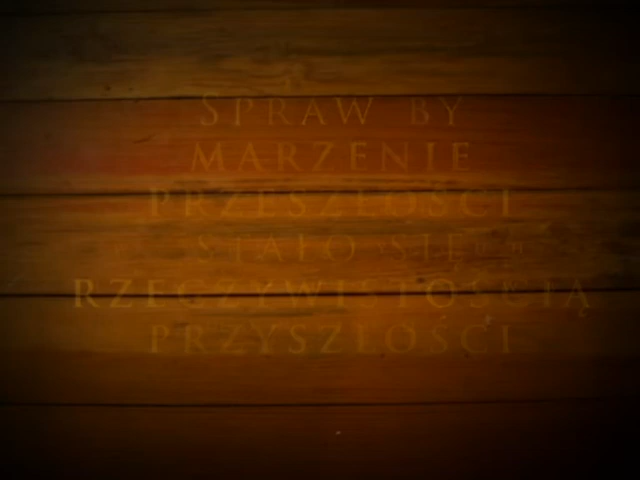 SPRAW BY
MARZENIE
PRZESZŁOŚCI
STAŁO SIĘ
RZECZYWISTOŚCIĄ
PRZYSZŁOŚCI